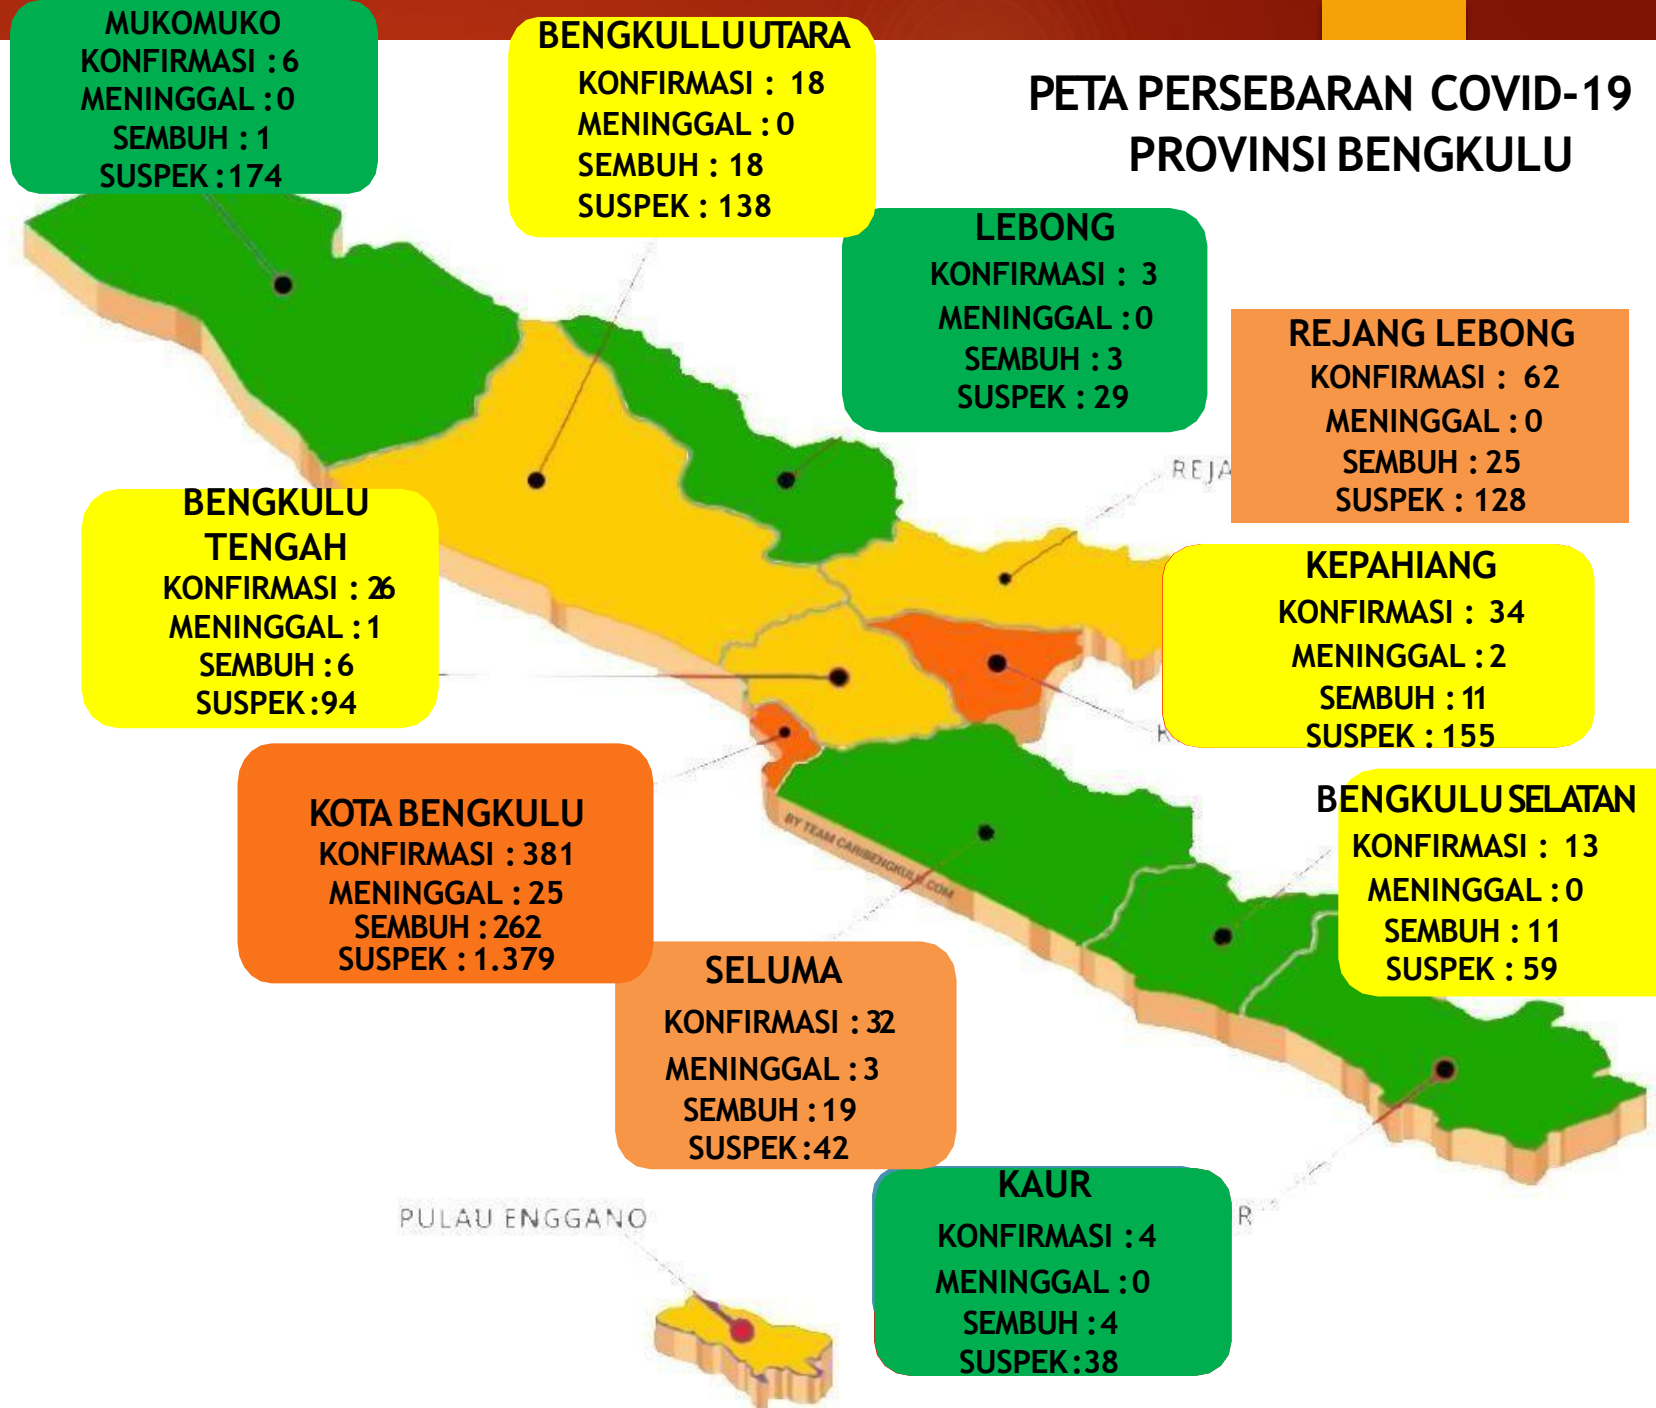 MUKOMUKO
KONFIRMASI : 6
MENINGGAL : 0
SEMBUH : 1
SUSPEK : 174
BENGKULLUUTARA
KONFIRMASI : 18
MENINGGAL : 0
SEMBUH : 18
SUSPEK : 138
PETA PERSEBARAN COVID-19
PROVINSI BENGKULU
LEBONG
KONFIRMASI : 3
MENINGGAL : 0
SEMBUH : 3
SUSPEK : 29
REJANG LEBONG
KONFIRMASI : 62
MENINGGAL : 0
SEMBUH : 25
SUSPEK : 128
REJA
BENGKULU
TENGAH
KONFIRMASI : 26
MENINGGAL : 1
SEMBUH : 6
SUSPEK : 94
KEPAHIANG
KONFIRMASI : 34
MENINGGAL : 2
SEMBUH : 11
SUSPEK : 155
K
KOTA BENGKULU
KONFIRMASI : 381
MENINGGAL : 25
SEMBUH : 262
SUSPEK : 1.379
BY TEAM CARIBENGKULU.COM
BENGKULU SELATAN
KONFIRMASI : 13
MENINGGAL : 0
SEMBUH : 11
SUSPEK : 59
SELUMA
KONFIRMASI : 32
MENINGGAL : 3
SEMBUH : 19
SUSPEK : 42
KAUR
KONFIRMASI : 4
MENINGGAL : 0
SEMBUH : 4
SUSPEK : 38
R
PULAU ENGGANO